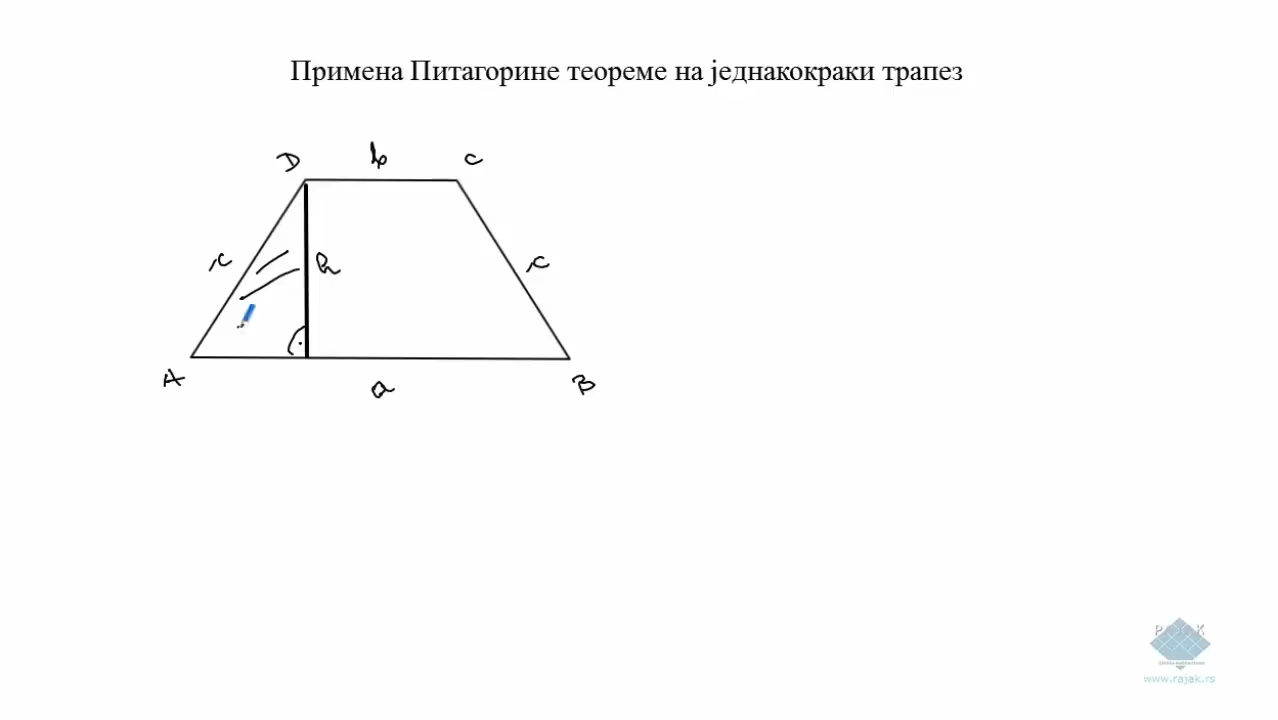 Примена Питагорине теореме на једнакокраки трапез
D b C
c h c
A a B
www.rajak.rs